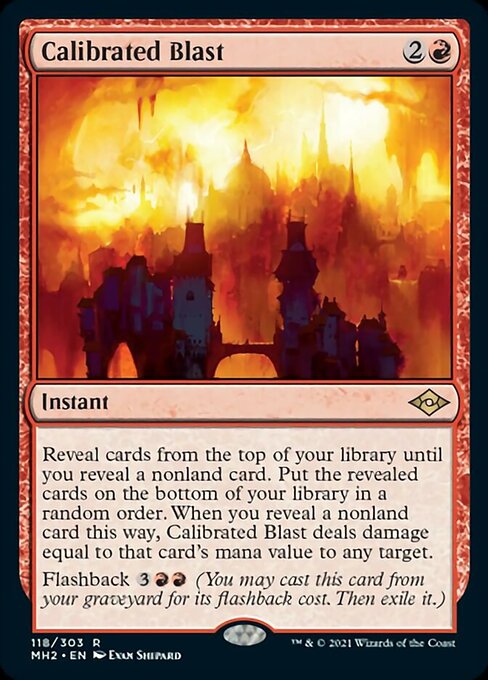 Calibrated Blast 2
Instant
Reveal cards from the top of your library until
you reveal a nonland card. Put the revealed
cards on the bottom of your library in a
random order. When you reveal a nonland
card this way, Calibrated Blast deals damage
equal to that card's mana value to any target.
Flashback 3 (You may cast this card from
your graveyard for its flashback cost. Then exile it.)
118/303 R
MH2 • EN Evan Shipard
™ & © 2021 Wizards of the Coast